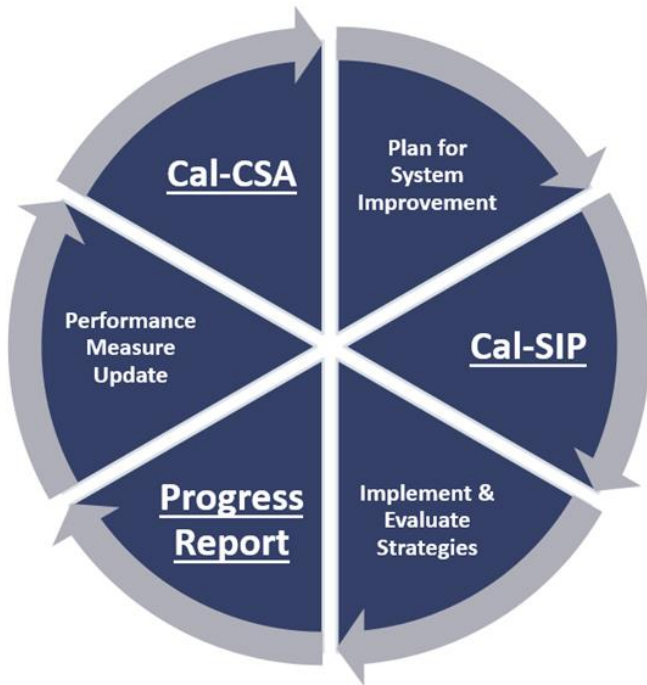 Cal-CSA
Plan for
System
Improvement
Cal-SIP
Implement &
Evaluate
Strategies
Progress
Report
Performance
Measure
Update